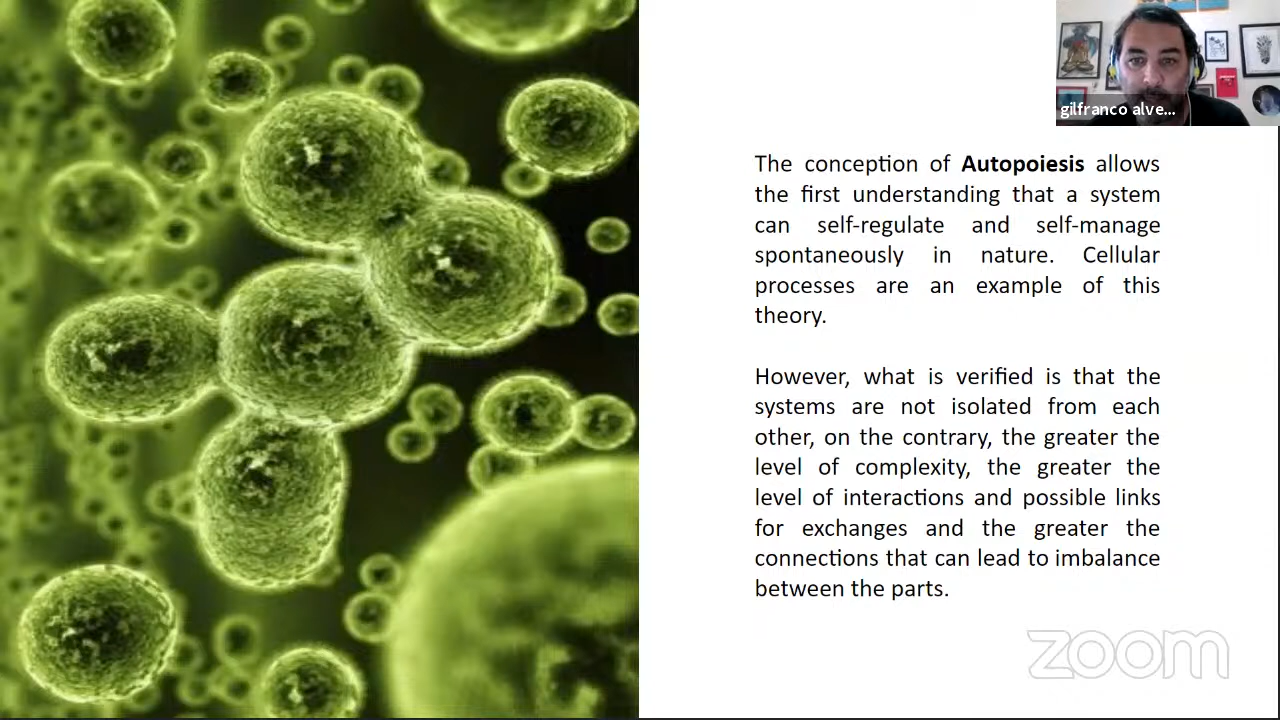 gilfranco alve...
The conception of Autopoiesis allows
the first understanding that a system
can self-regulate and self-manage
spontaneously in nature. Cellular
processes are an example of this
theory.
However, what is verified is that the
systems are not isolated from each
other, on the contrary, the greater the
level of complexity, the greater the
level of interactions and possible links
for exchanges and the greater the
connections that can lead to imbalance
between the parts.
zoom